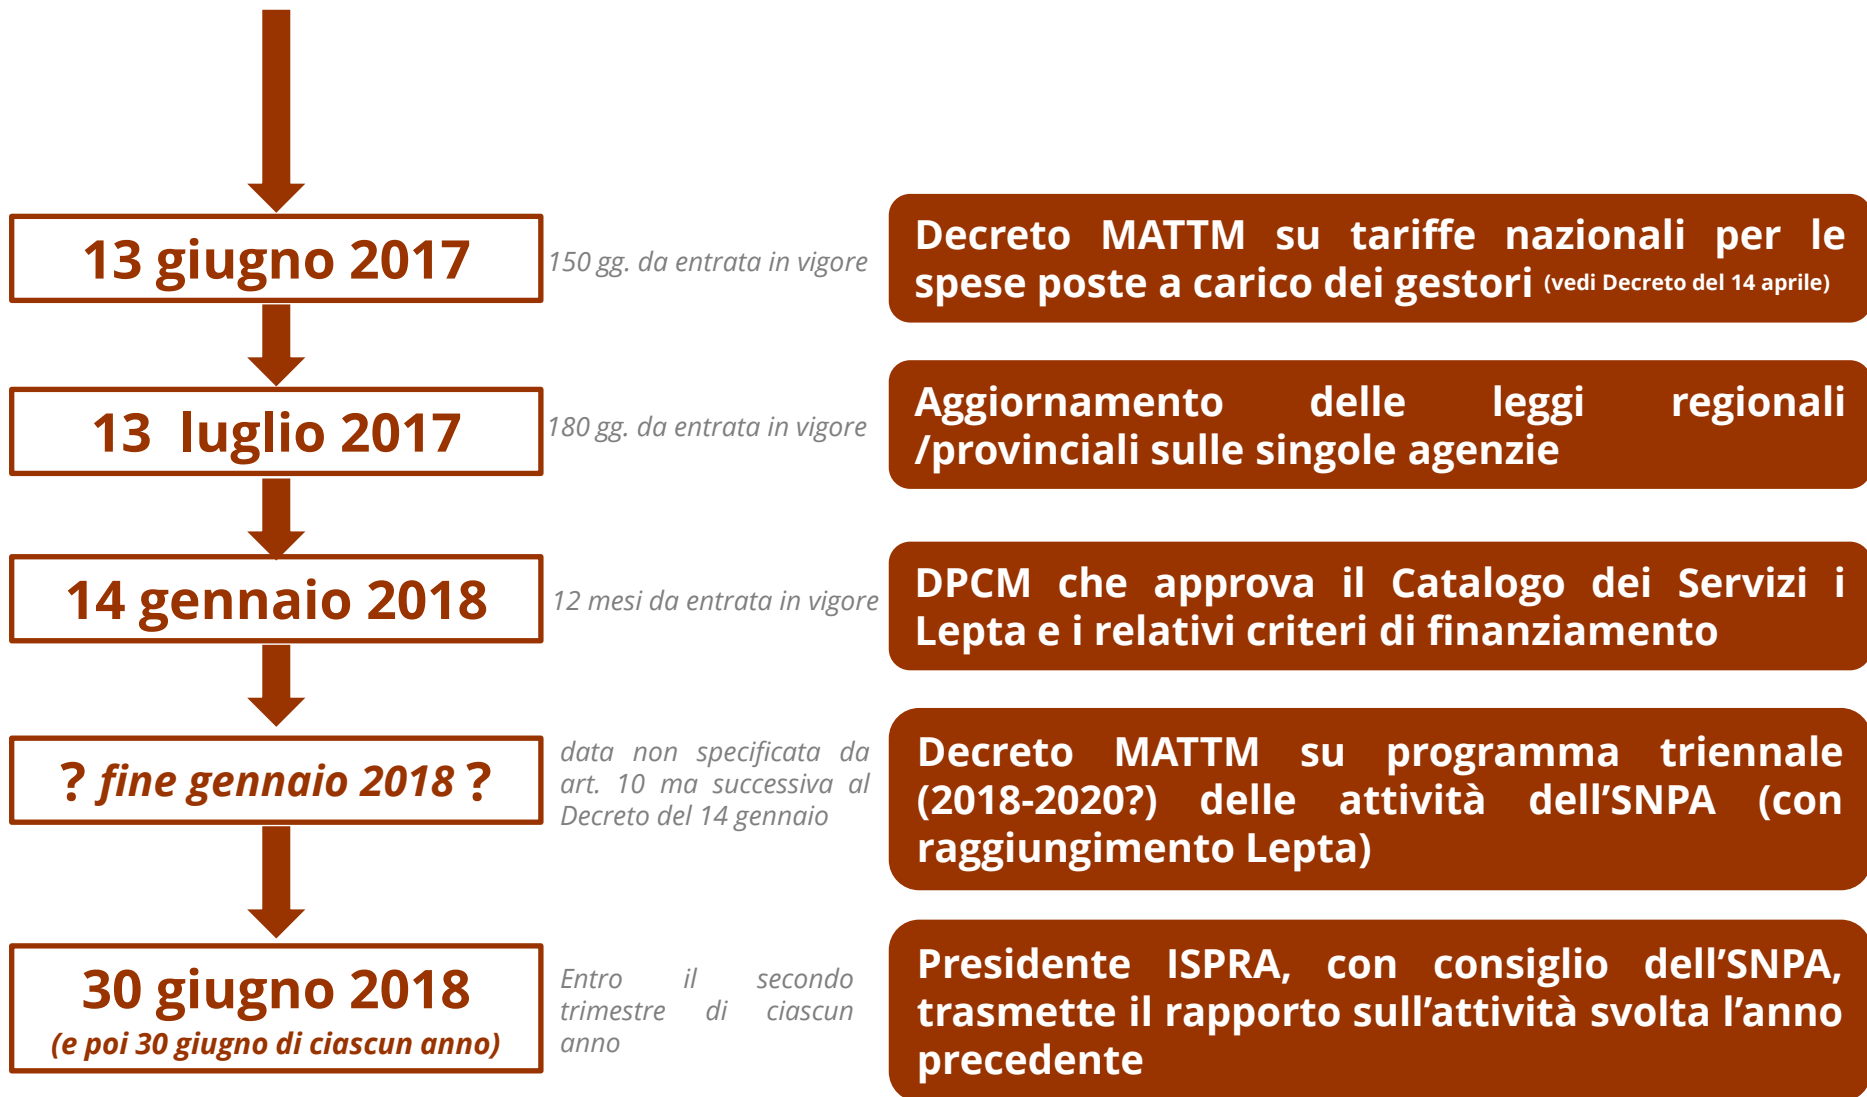 13 giugno 2017
150 gg. da entrata in vigore
Decreto MATTM su tariffe nazionali per le
spese poste a carico dei gestori (vedi Decreto del 14 aprile)
13 luglio 2017
180 gg. da entrata in vigore
Aggiornamento delle leggi regionali
/provinciali sulle singole agenzie
14 gennaio 2018
12 mesi da entrata in vigore
DPCM che approva il Catalogo dei Servizi i
Lepta e i relativi criteri di finanziamento
? fine gennaio 2018 ?
data non specificata da
art. 10 ma successiva al
Decreto del 14 gennaio
Decreto MATTM su programma triennale
(2018-2020?) delle attività dell’SNPA (con
raggiungimento Lepta)
30 giugno 2018
(e poi 30 giugno di ciascun anno)
Entro il secondo
trimestre di ciascun
anno
Presidente ISPRA, con consiglio dell’SNPA,
trasmette il rapporto sull’attività svolta l’anno
precedente